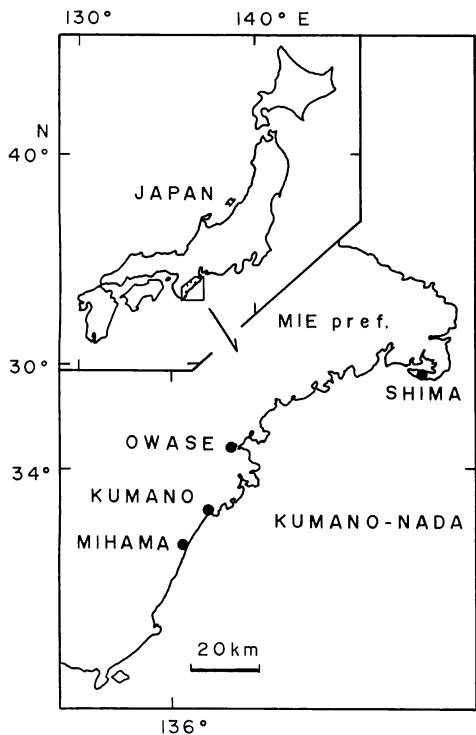 130° 140° E
N
40°
JAPAN
MIE pref.
30°
SHIMA
OWASE
34°
KUMANO
KUMANO-NADA
MIHAMA
20km
136°